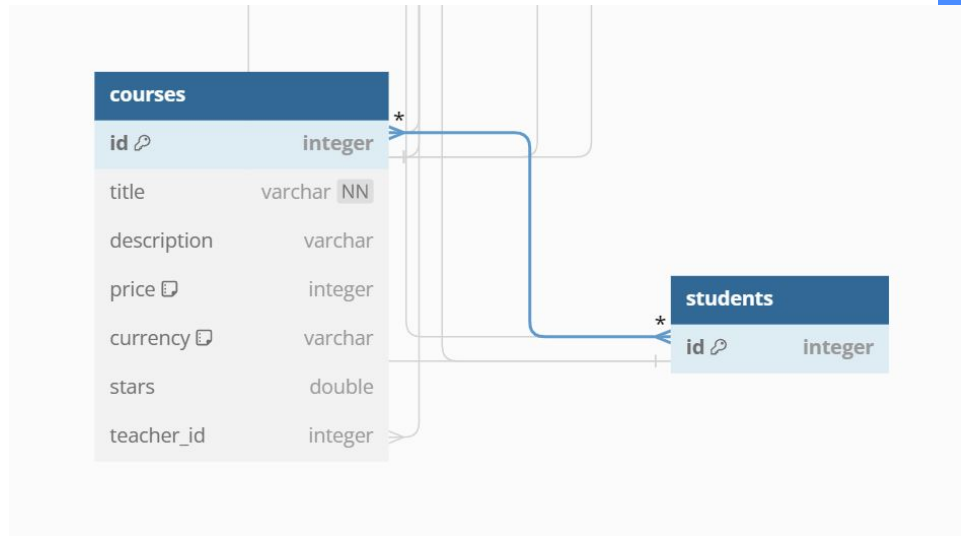 courses
*
id integer
title varchar NN
description varchar
price integer
currency varchar
stars double
teacher_id integer
students
*
id integer